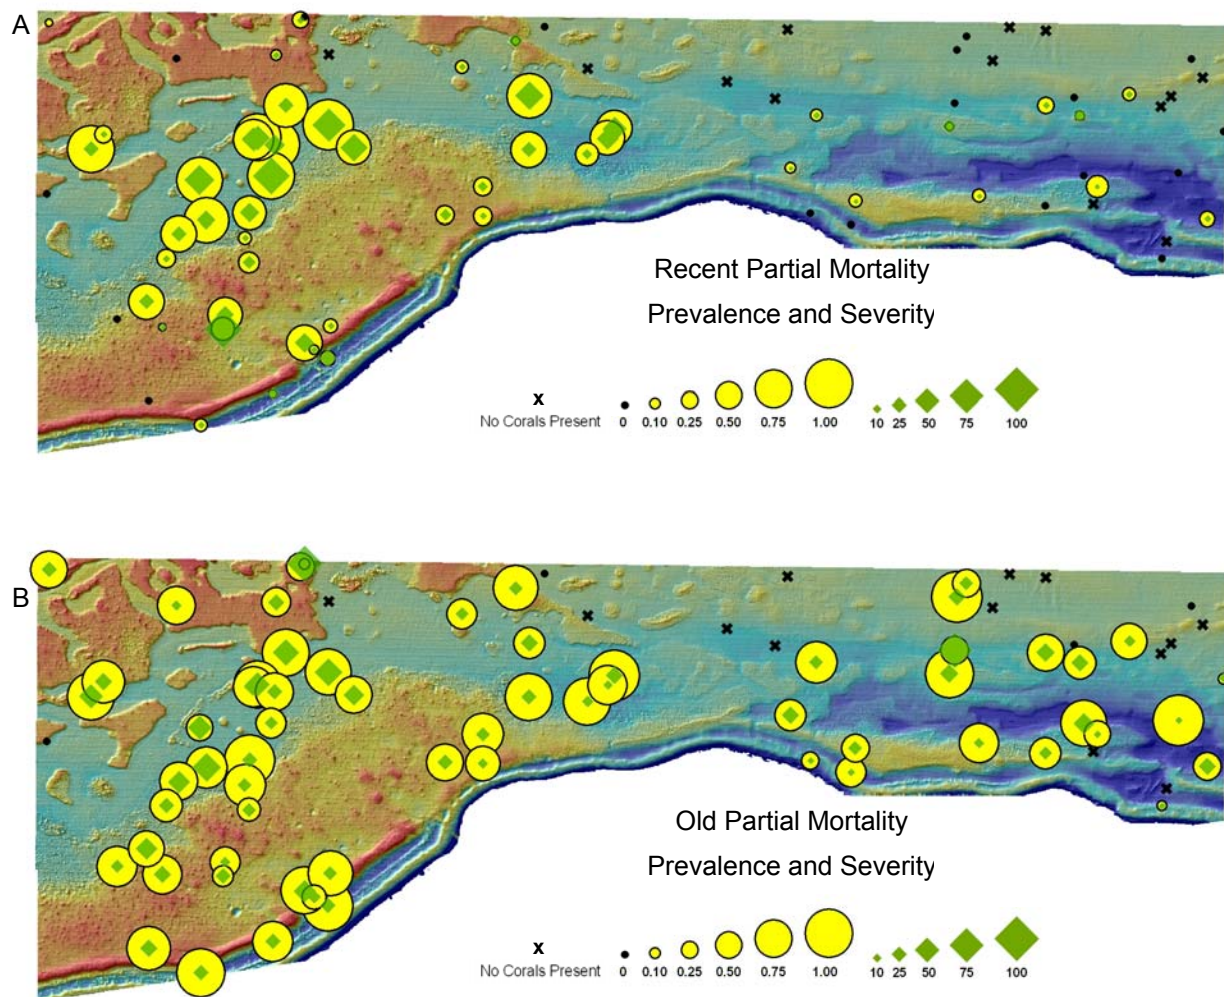 A
Recent Partial Mortality
Prevalence and Severity
x
No Corals Present 0 0.10 0.25 0.50 0.75 1.00 10 25 50 75 100
B
Old Partial Mortality
Prevalence and Severity
x
No Corals Present 0 0.10 0.25 0.50 0.75 1.00 10 25 50 75 100